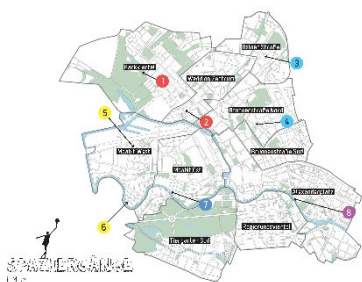 3
Osloer Straße
Parkviertel
1
Wedding Zentrum
5
2
Brunnenstraße Nord
4
Moabit West
Brunnenstraße Süd
Moabit Ost
Alexanderplatz
7
8
6
Regierungsviertel
Tiergarten Süd
SPAZIERGÄNGE